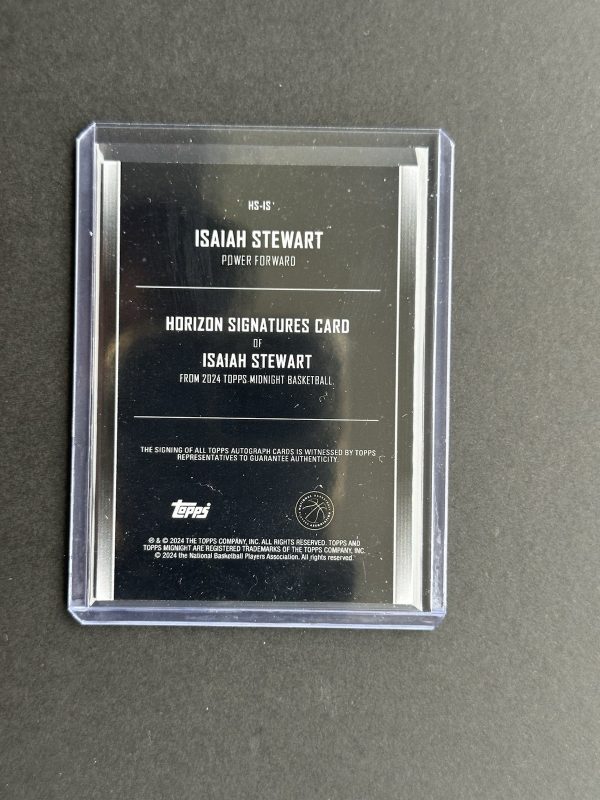 HS-IS
ISAIAH STEWART
POWER FORWARD
HORIZON SIGNATURES CARD
OF
ISAIAH STEWART
FROM 2024 TOPPS MIDNIGHT BASKETBALL.
THE SIGNING OF ALL TOPPS AUTOGRAPH CARDS IS WITNESSED BY TOPPS
REPRESENTATIVES TO GUARANTEE AUTHENTICITY.
topps
® & © 2024 THE TOPPS COMPANY, INC. ALL RIGHTS RESERVED. TOPPS AND
TOPPS MIDNIGHT ARE REGISTERED TRADEMARKS OF THE TOPPS COMPANY, INC.
© 2024 the National Basketball Players Association. All rights reserved.